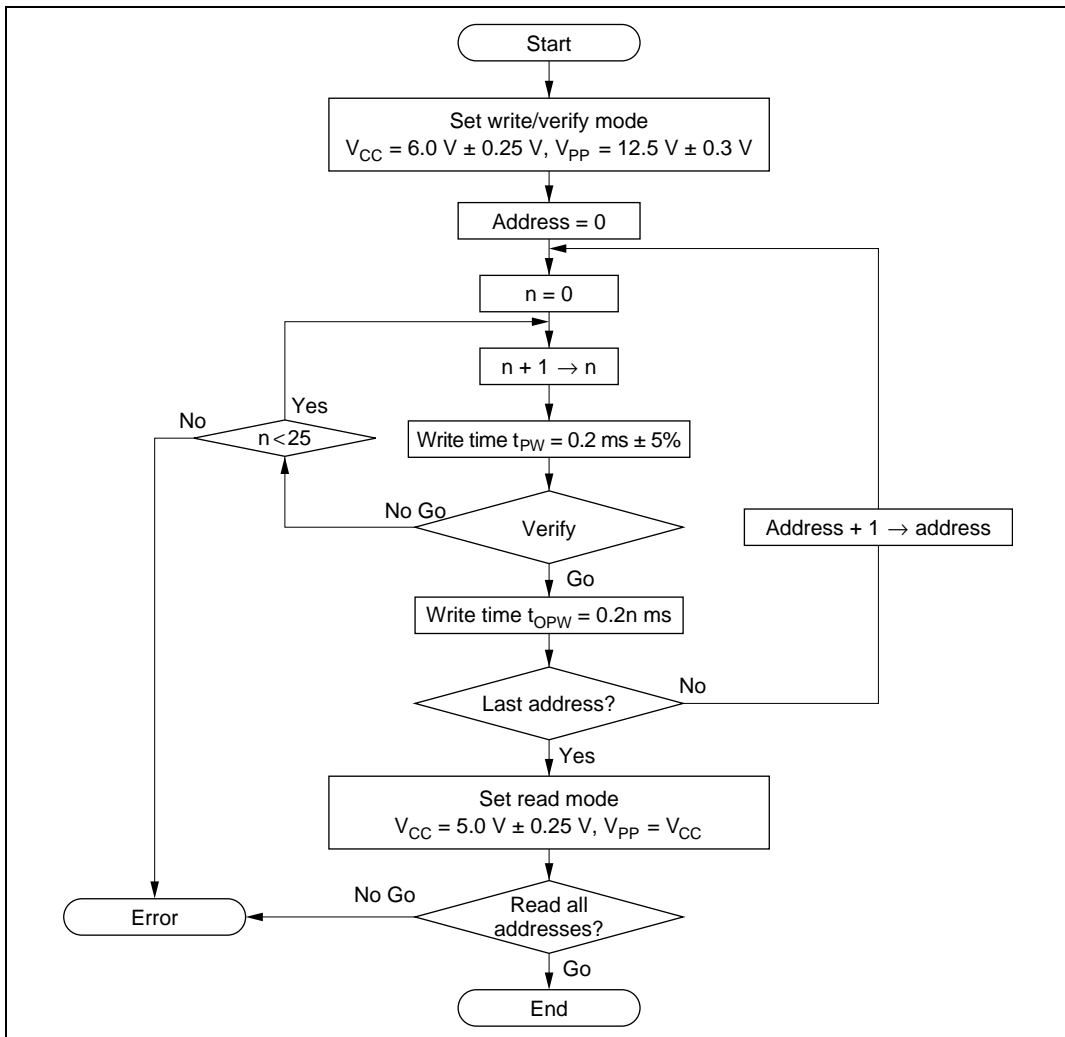 Start
Set write/verify mode
VCC = 6.0 V ± 0.25 V, VPP = 12.5 V ± 0.3 V
Address = 0
n = 0
n + 1 → n
No
Yes
n < 25
Write time tPW = 0.2 ms ± 5%
No Go
Verify
Address + 1 → address
Go
Write time tOPW = 0.2n ms
Last address?
No
Yes
Set read mode
VCC = 5.0 V ± 0.25 V, VPP = VCC
No Go
Error
Read all
addresses?
Go
End